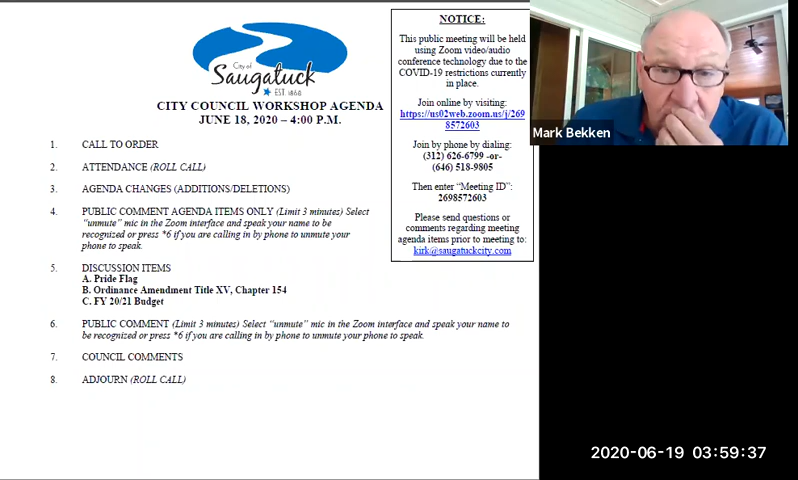 City of
Saugatuck
EST. 1868
CITY COUNCIL WORKSHOP AGENDA
JUNE 18, 2020 – 4:00 P.M.
1. CALL TO ORDER
2. ATTENDANCE (ROLL CALL)
3. AGENDA CHANGES (ADDITIONS/DELETIONS)
4. PUBLIC COMMENT AGENDA ITEMS ONLY (Limit 3 minutes) Select
“unmute” mic in the Zoom interface and speak your name to be
recognized or press *6 if you are calling in by phone to unmute your
phone to speak.
5. DISCUSSION ITEMS
A. Pride Flag
B. Ordinance Amendment Title XV, Chapter 154
C. FY 20/21 Budget
6. PUBLIC COMMENT (Limit 3 minutes) Select “unmute” mic in the Zoom interface and speak your name to
be recognized or press *6 if you are calling in by phone to unmute your phone to speak.
7. COUNCIL COMMENTS
8. ADJOURN (ROLL CALL)
NOTICE:
This public meeting will be held
using Zoom video/audio
conference technology due to the
COVID-19 restrictions currently
in place.
Join online by visiting:
https://us02web.zoom.us/j/269
8572603
Join by phone by dialing:
(312) 626-6799 -or-
(646) 518-9805
Then enter “Meeting ID”:
2698572603
Please send questions or
comments regarding meeting
agenda items prior to meeting to:
kirk@saugatuckcity.com
Mark Bekken
2020-06-19 03:59:37